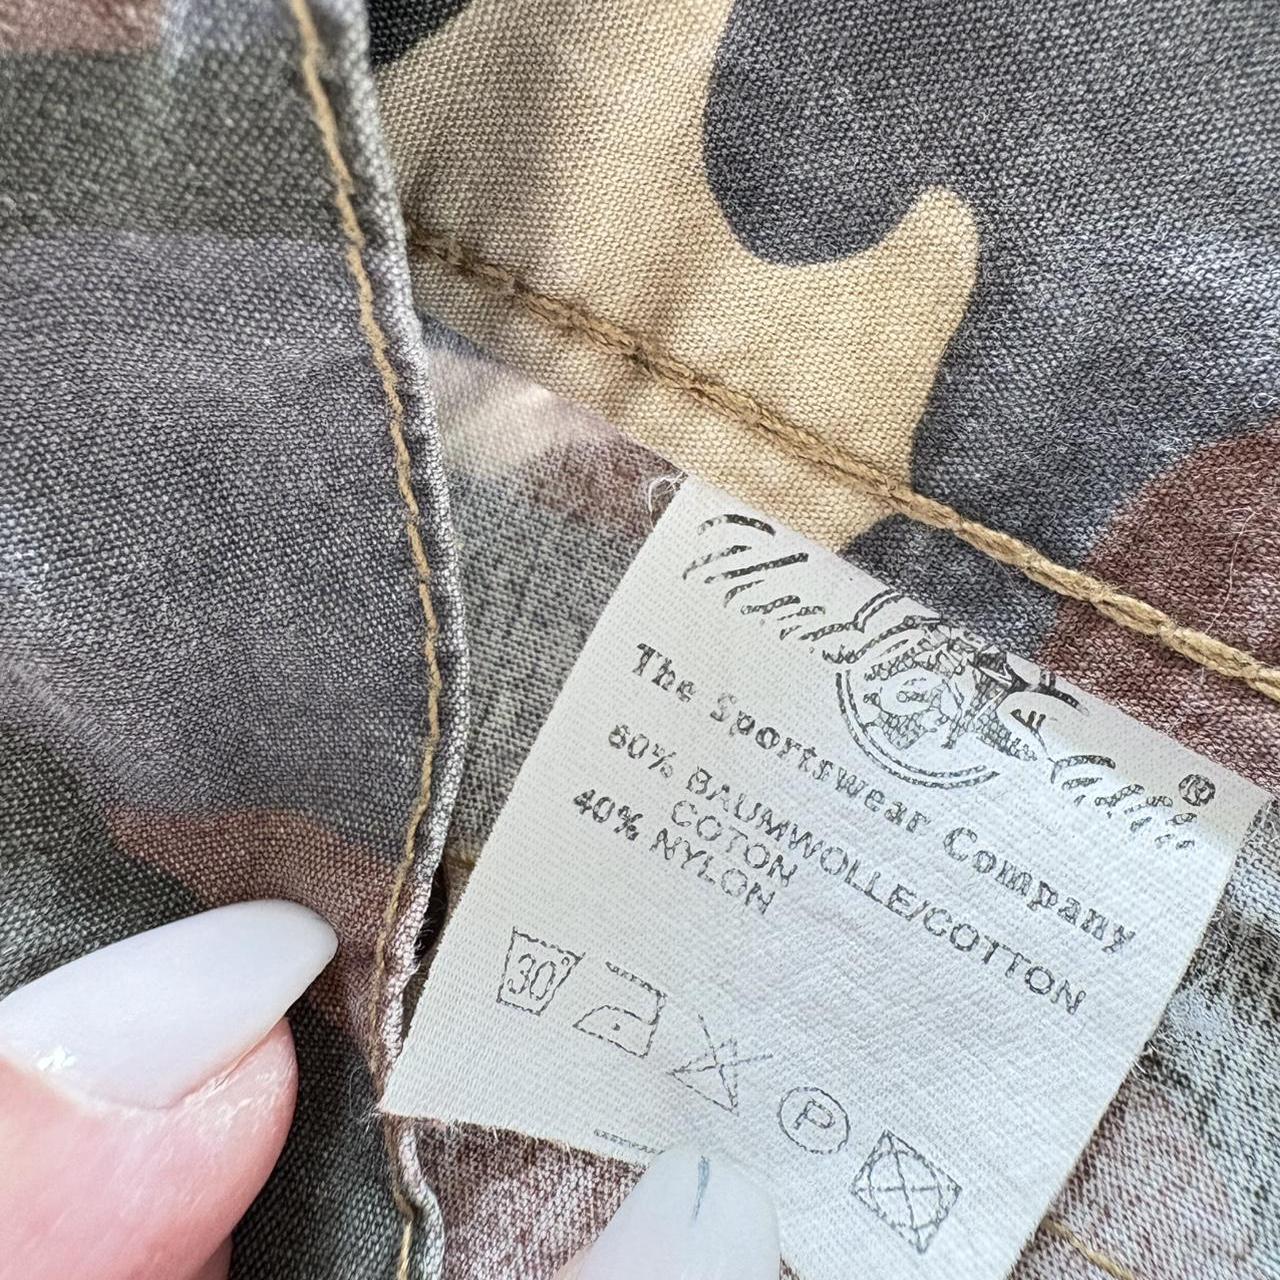 ®
The Sportswear Company
60% BAUMWOLLE/COTTON
COTON
40% NYLON
30°
P